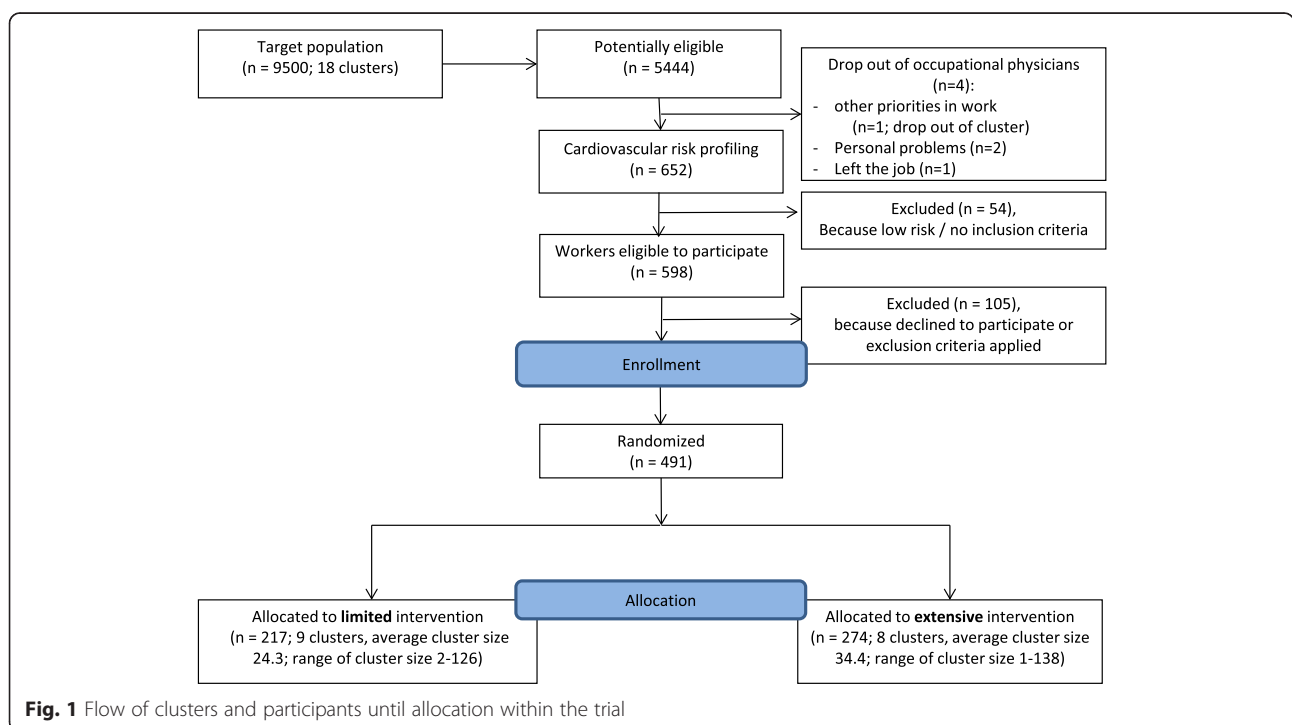 Target population
(n = 9500; 18 clusters)
Potentially eligible
(n = 5444)
Drop out of occupational physicians
(n=4):
- other priorities in work
(n=1; drop out of cluster)
- Personal problems (n=2)
- Left the job (n=1)
Cardiovascular risk profiling
(n = 652)
Excluded (n = 54),
Because low risk / no inclusion criteria
Workers eligible to participate
(n = 598)
Excluded (n = 105),
because declined to participate or
exclusion criteria applied
Enrollment
Randomized
(n = 491)
Allocation
Allocated to limited intervention
(n = 217; 9 clusters, average cluster size
24.3; range of cluster size 2-126)
Allocated to extensive intervention
(n = 274; 8 clusters, average cluster size
34.4; range of cluster size 1-138)
Fig. 1 Flow of clusters and participants until allocation within the trial